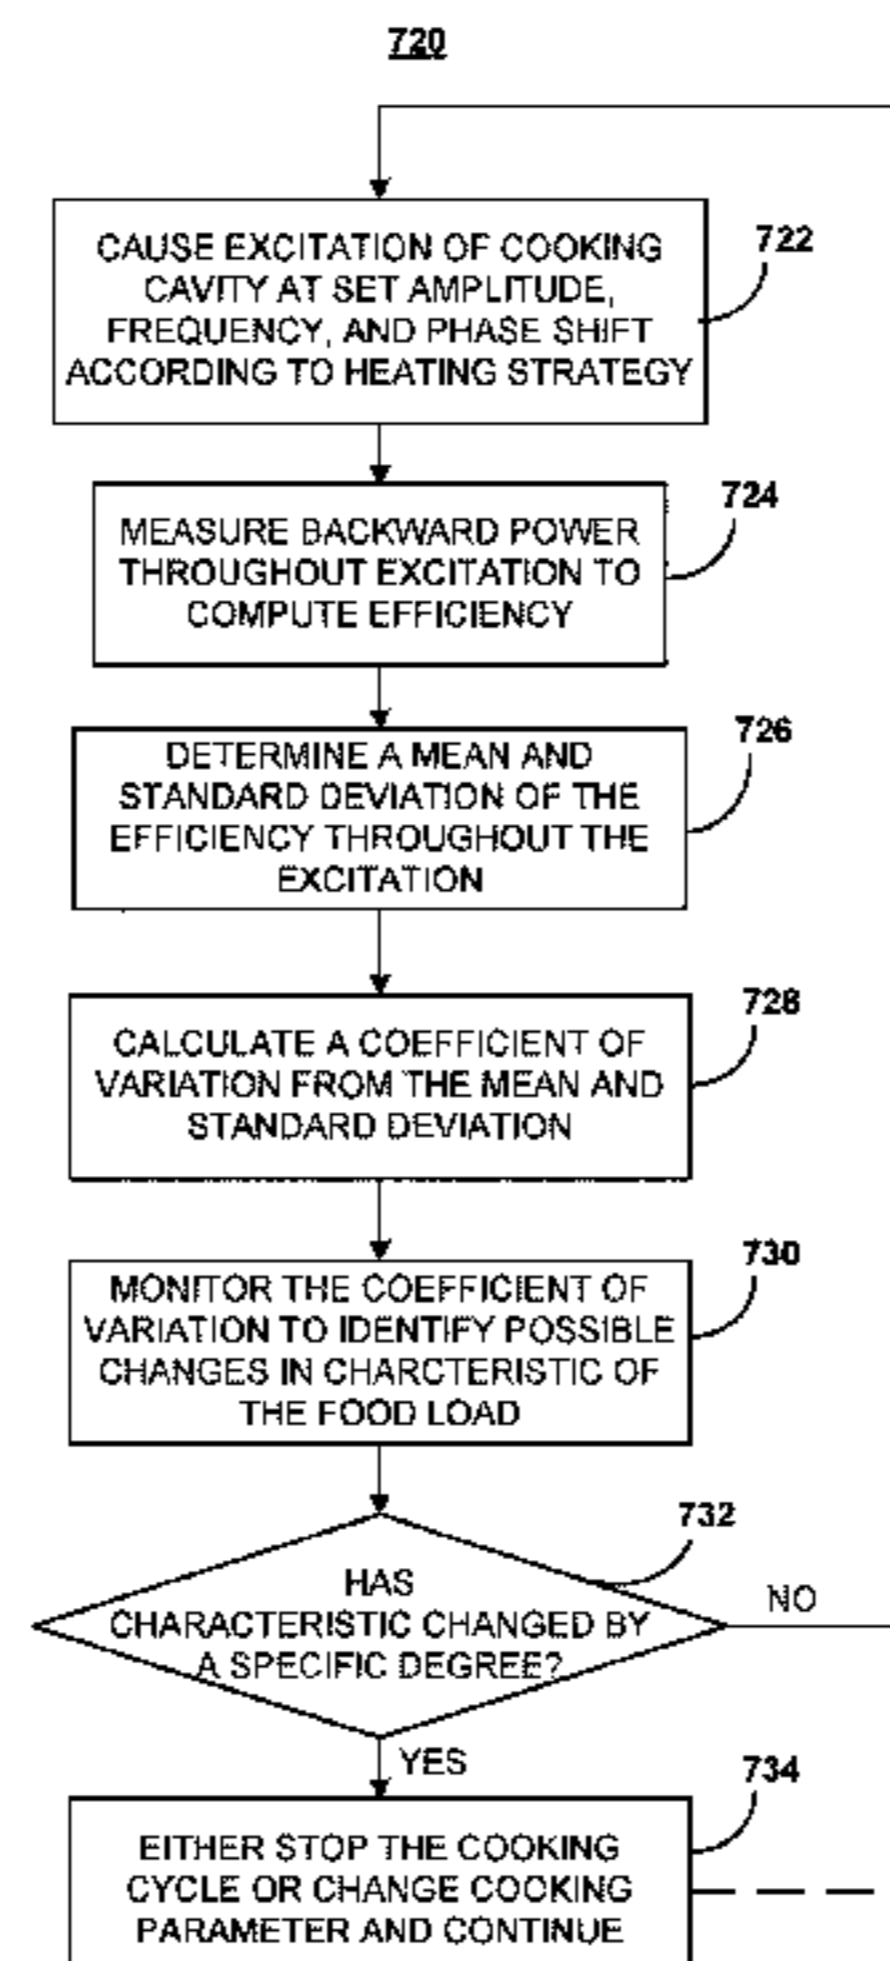 720
CAUSE EXCITATION OF COOKING
CAVITY AT SET AMPLITUDE,
FREQUENCY, AND PHASE SHIFT
ACCORDING TO HEATING STRATEGY
722
MEASURE BACKWARD POWER
THROUGHOUT EXCITATION TO
COMPUTE EFFICIENCY
724
DETERMINE A MEAN AND
STANDARD DEVIATION OF THE
EFFICIENCY THROUGHOUT THE
EXCITATION
726
CALCULATE A COEFFICIENT OF
VARIATION FROM THE MEAN AND
STANDARD DEVIATION
728
MONITOR THE COEFFICIENT OF
VARIATION TO IDENTIFY POSSIBLE
CHANGES IN CHARCTERISTIC OF
THE FOOD LOAD
730
HAS
CHARACTERISTIC CHANGED BY
A SPECIFIC DEGREE?
732
NO
YES
EITHER STOP THE COOKING
CYCLE OR CHANGE COOKING
PARAMETER AND CONTINUE
734